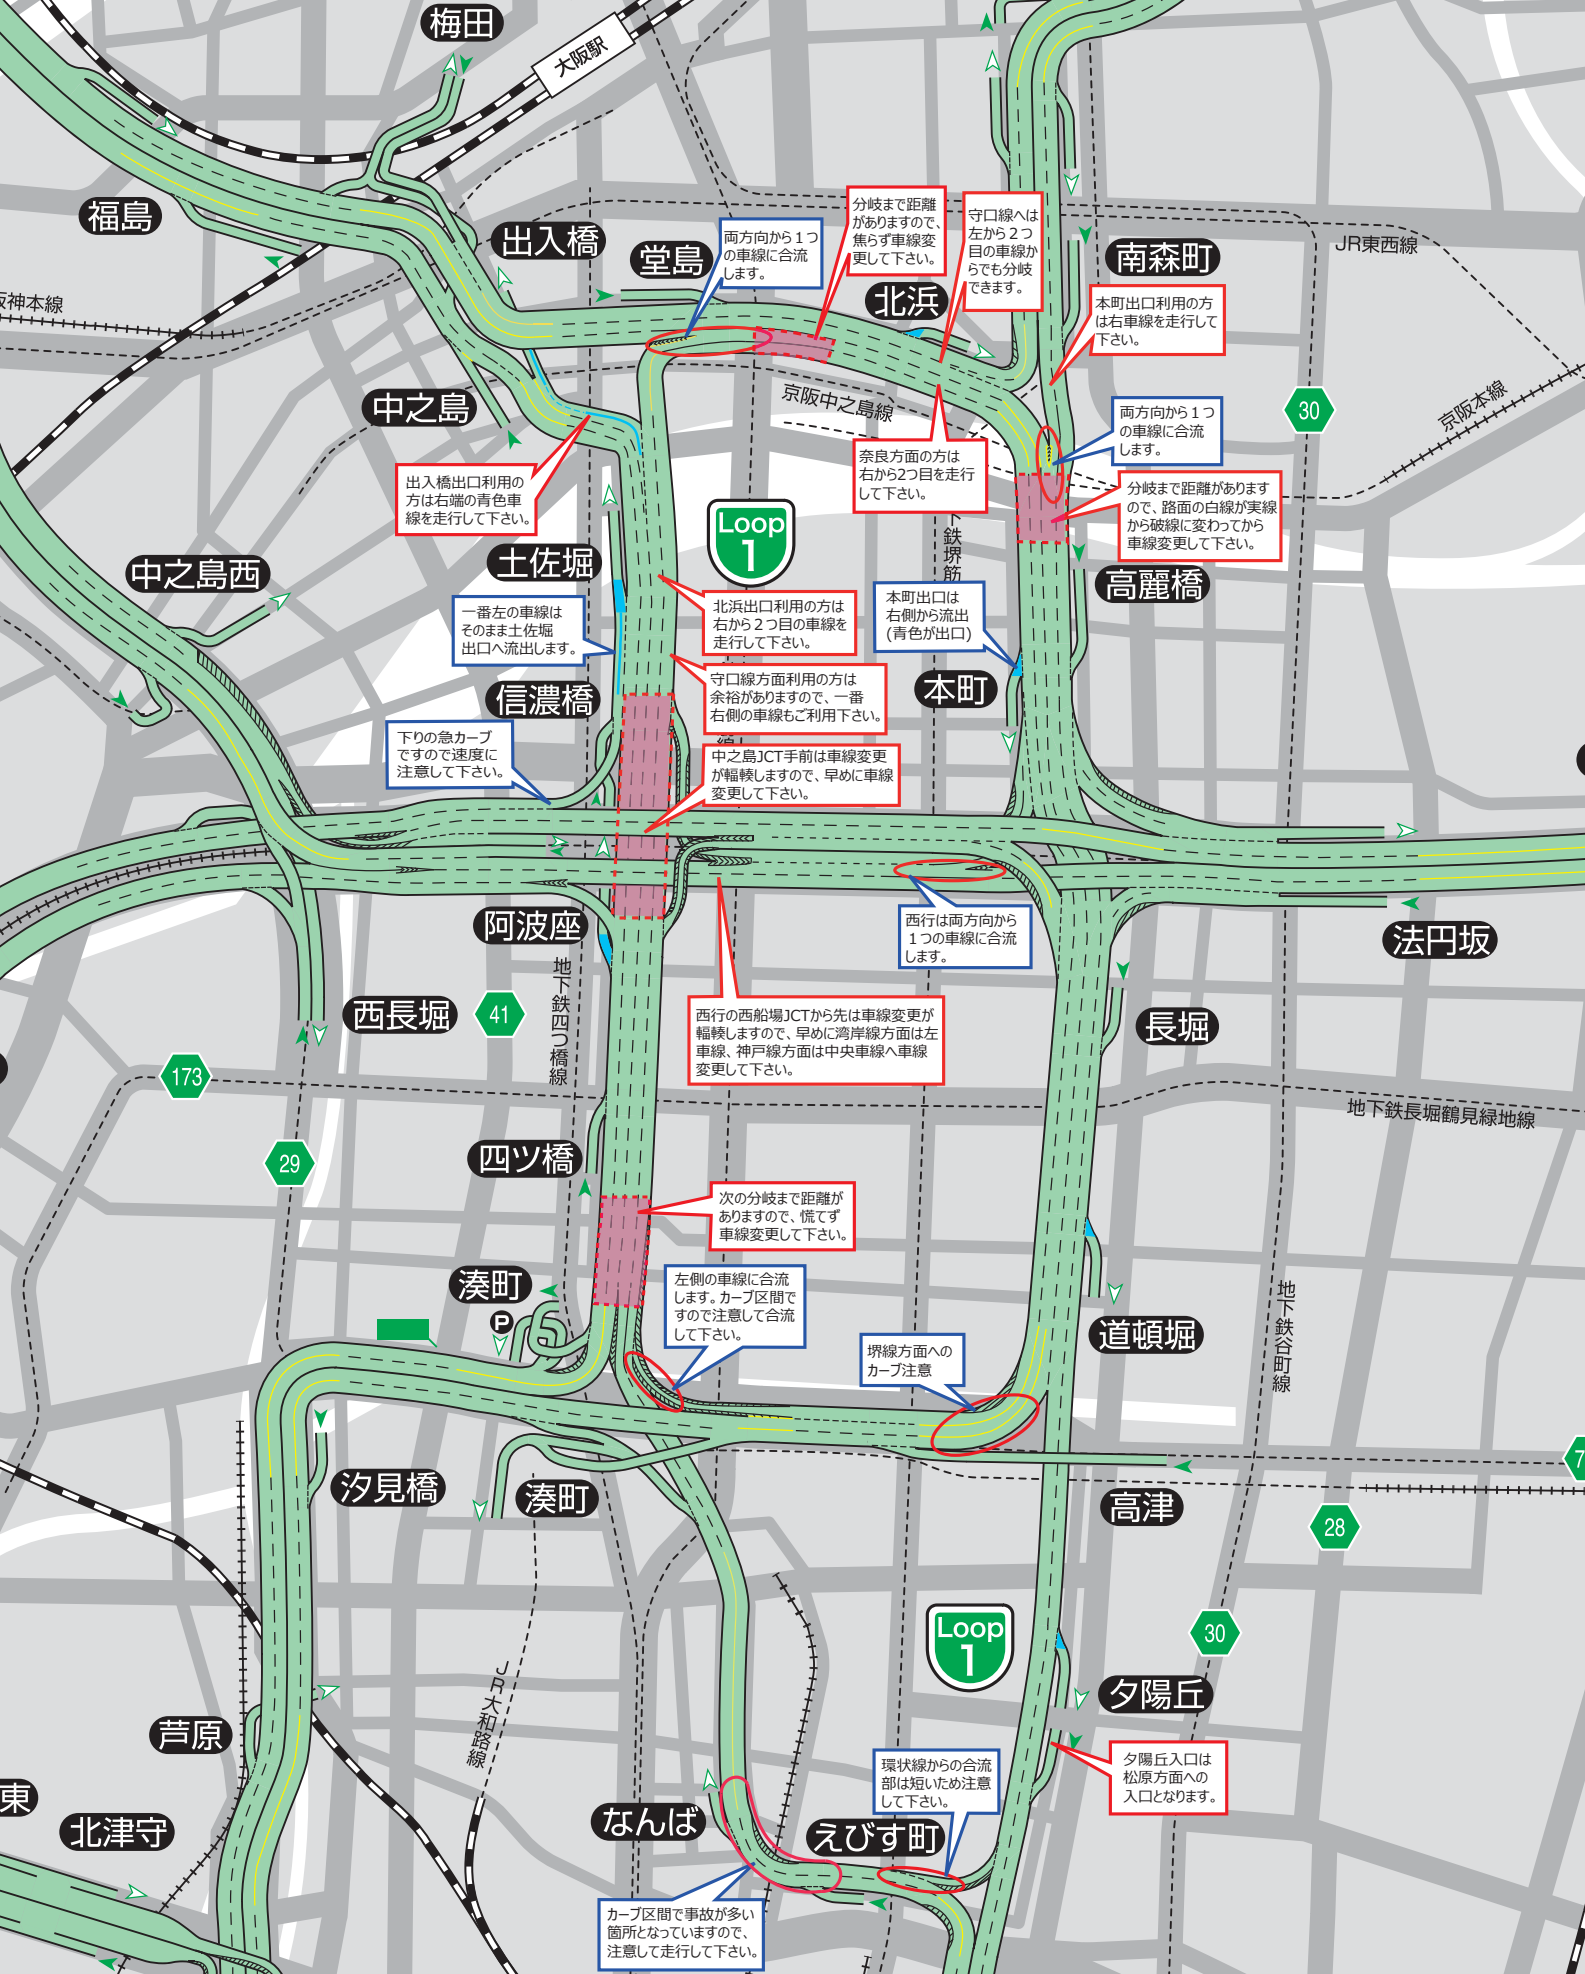 梅田
大阪駅
福島
出入橋
堂島
両方向から1つ
の車線に合流
します。
分岐まで距離
がありますので、
焦らず車線変
更して下さい。
守口線へは
左から2つ
目の車線か
らでも分岐
できます。
南森町
JR東西線
北浜
本町出口利用の方
は右車線を走行して
下さい。
阪神本線
中之島
京阪中之島線
30
京阪本線
両方向から1つ
の車線に合流
します。
奈良方面の方は
右から2つ目を走行
して下さい。
出入橋出口利用の
方は右端の青色車
線を走行して下さい。
分岐まで距離があります
ので、路面の白線が実線
から破線に変わってから
車線変更して下さい。
Loop
1
土佐堀
下鉄堺筋
中之島西
高麗橋
一番左の車線は
そのまま土佐堀
出口へ流出します。
北浜出口利用の方は
右から2つ目の車線を
走行して下さい。
本町出口は
右側から流出
(青色が出口)
信濃橋
守口線方面利用の方は
余裕がありますので、一番
右側の車線もご利用下さい。
本町
下りの急カーブ
ですので速度に
注意して下さい。
中之島JCT手前は車線変更
が輻輳しますので、早めに車線
変更して下さい。
阿波座
西行は両方向から
1つの車線に合流
します。
法円坂
地下鉄四つ橋線
西長堀
41
西行の西船場JCTから先は車線変更が
輻輳しますので、早めに湾岸線方面は左
車線、神戸線方面は中央車線へ車線
変更して下さい。
長堀
173
地下鉄長堀鶴見緑地線
29
四ツ橋
次の分岐まで距離が
ありますので、慌てず
車線変更して下さい。
湊町
P
左側の車線に合流
します。カーブ区間で
すので注意して合流
して下さい。
堺線方面への
カーブ注意
道頓堀
地下鉄谷町線
汐見橋
湊町
高津
7
28
Loop
1
30
JR大和路線
夕陽丘
芦原
夕陽丘入口は
松原方面への
入口となります。
環状線からの合流
部は短いため注意
して下さい。
東
北津守
なんば
えびす町
カーブ区間で事故が多い
箇所となっていますので、
注意して走行して下さい。